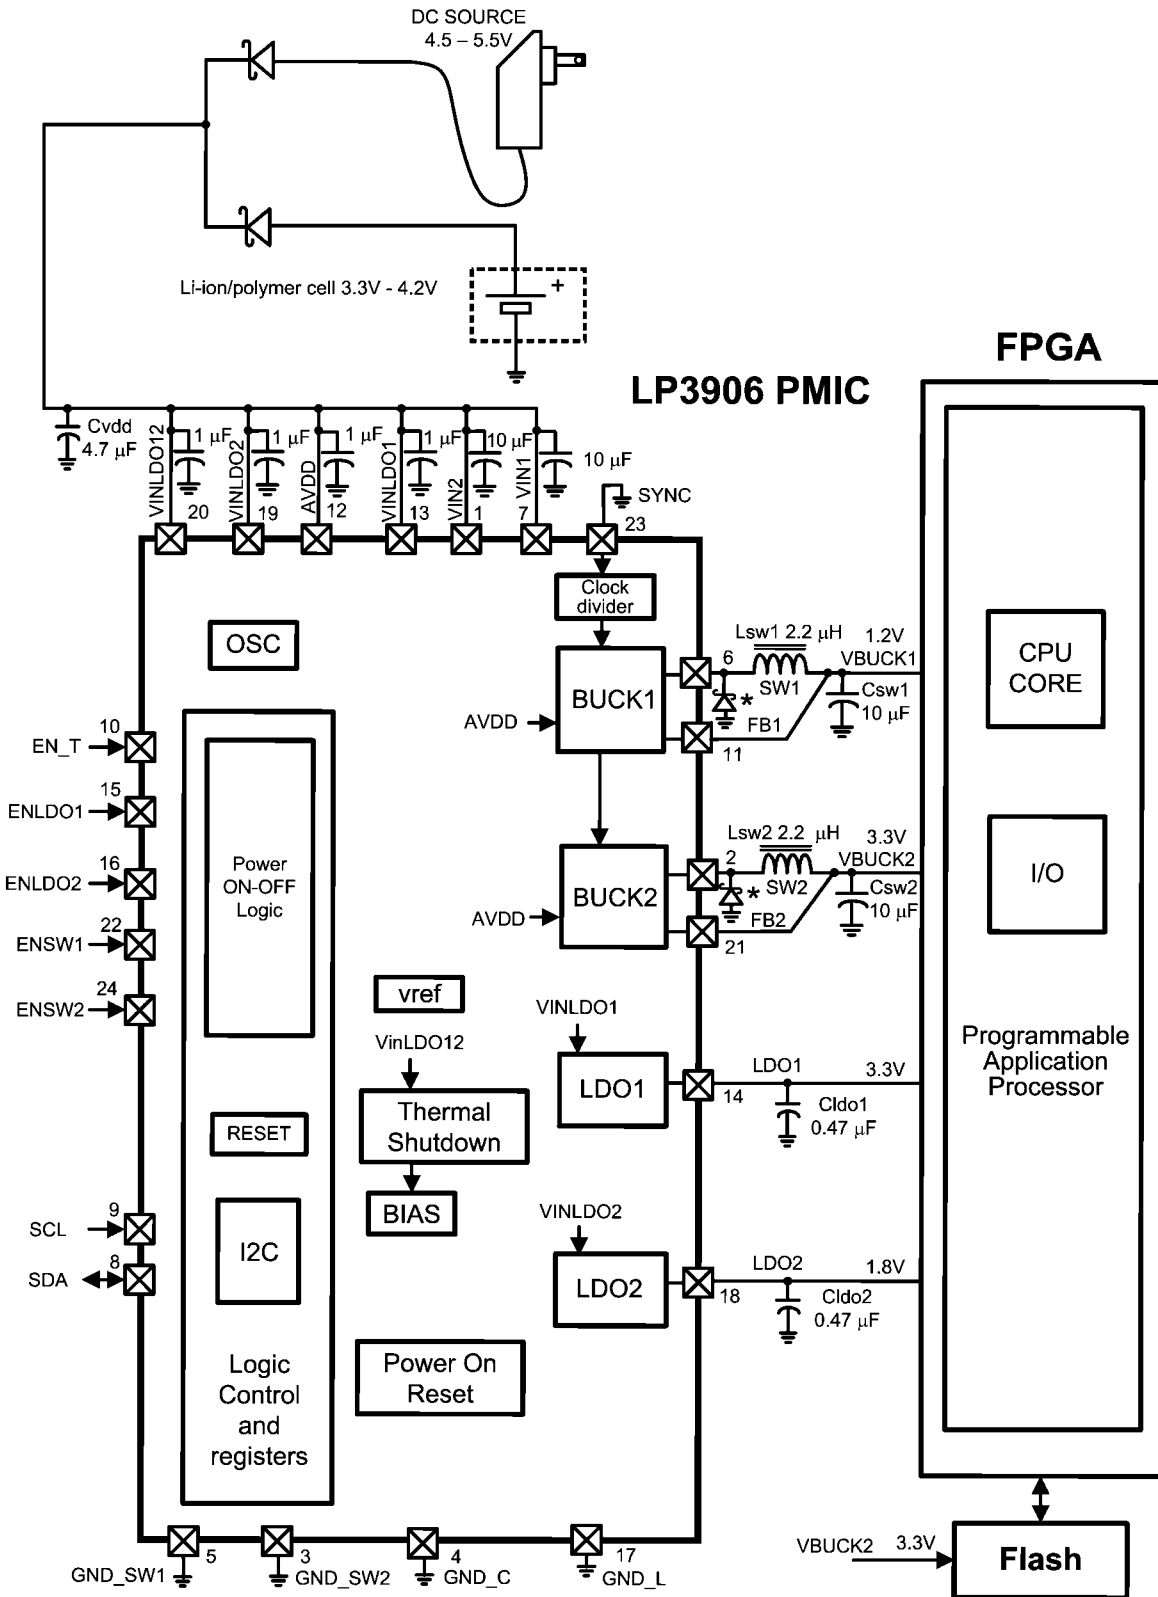 DC SOURCE
4.5 – 5.5V
Li-ion/polymer cell 3.3V - 4.2V
+
FPGA
LP3906 PMIC
Cvdd
4.7 µF
VINLDO12
1 µF
VINLDO2
1 µF
AVDD
1 µF
VINLDO1
1 µF
VIN2
10 µF
VIN1
10 µF
SYNC
20
19
12
13
1
7
23
Clock
divider
OSC
BUCK1
AVDD
6
Lsw1 2.2 µH
SW1
*
FB1
11
1.2V
VBUCK1
Csw1
10 µF
CPU
CORE
10
EN_T
15
ENLDO1
16
ENLDO2
22
ENSW1
24
ENSW2
Power
ON-OFF
Logic
BUCK2
AVDD
2
Lsw2 2.2 µH
SW2
*
FB2
21
3.3V
VBUCK2
Csw2
10 µF
I/O
vref
VinLDO12
Thermal
Shutdown
BIAS
VINLDO1
LDO1
14
LDO1
3.3V
Cldo1
0.47 µF
Programmable
Application
Processor
RESET
9
SCL
8
SDA
I2C
VINLDO2
LDO2
18
LDO2
1.8V
Cldo2
0.47 µF
Power On
Reset
Logic
Control
and
registers
5
GND_SW1
3
GND_SW2
4
GND_C
17
GND_L
VBUCK2
3.3V
Flash